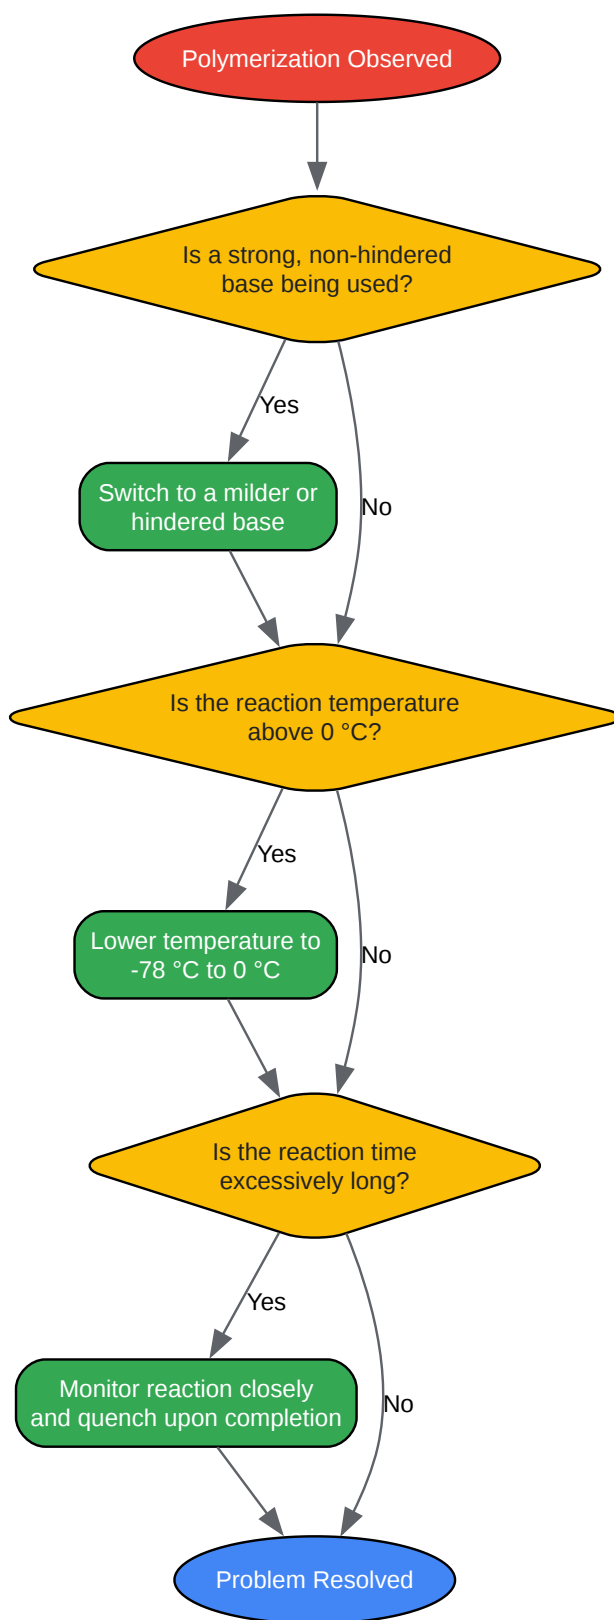 Polymerization Observed
Is a strong, non-hindered
base being used?
Yes
Switch to a milder or
hindered base
No
Is the reaction temperature
above 0 °C?
Yes
Lower temperature to
-78 °C to 0 °C
No
Is the reaction time
excessively long?
Yes
Monitor reaction closely
and quench upon completion
No
Problem Resolved